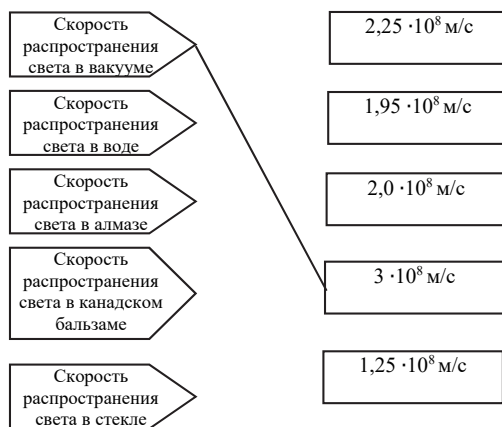 Скорость
распространения
света в вакууме
2,25 ·10⁸ м/с
Скорость
распространения
света в воде
1,95 ·10⁸ м/с
Скорость
распространения
света в алмазе
2,0 ·10⁸ м/с
Скорость
распространения
света в канадском
бальзаме
3 ·10⁸ м/с
Скорость
распространения
света в стекле
1,25 ·10⁸ м/с